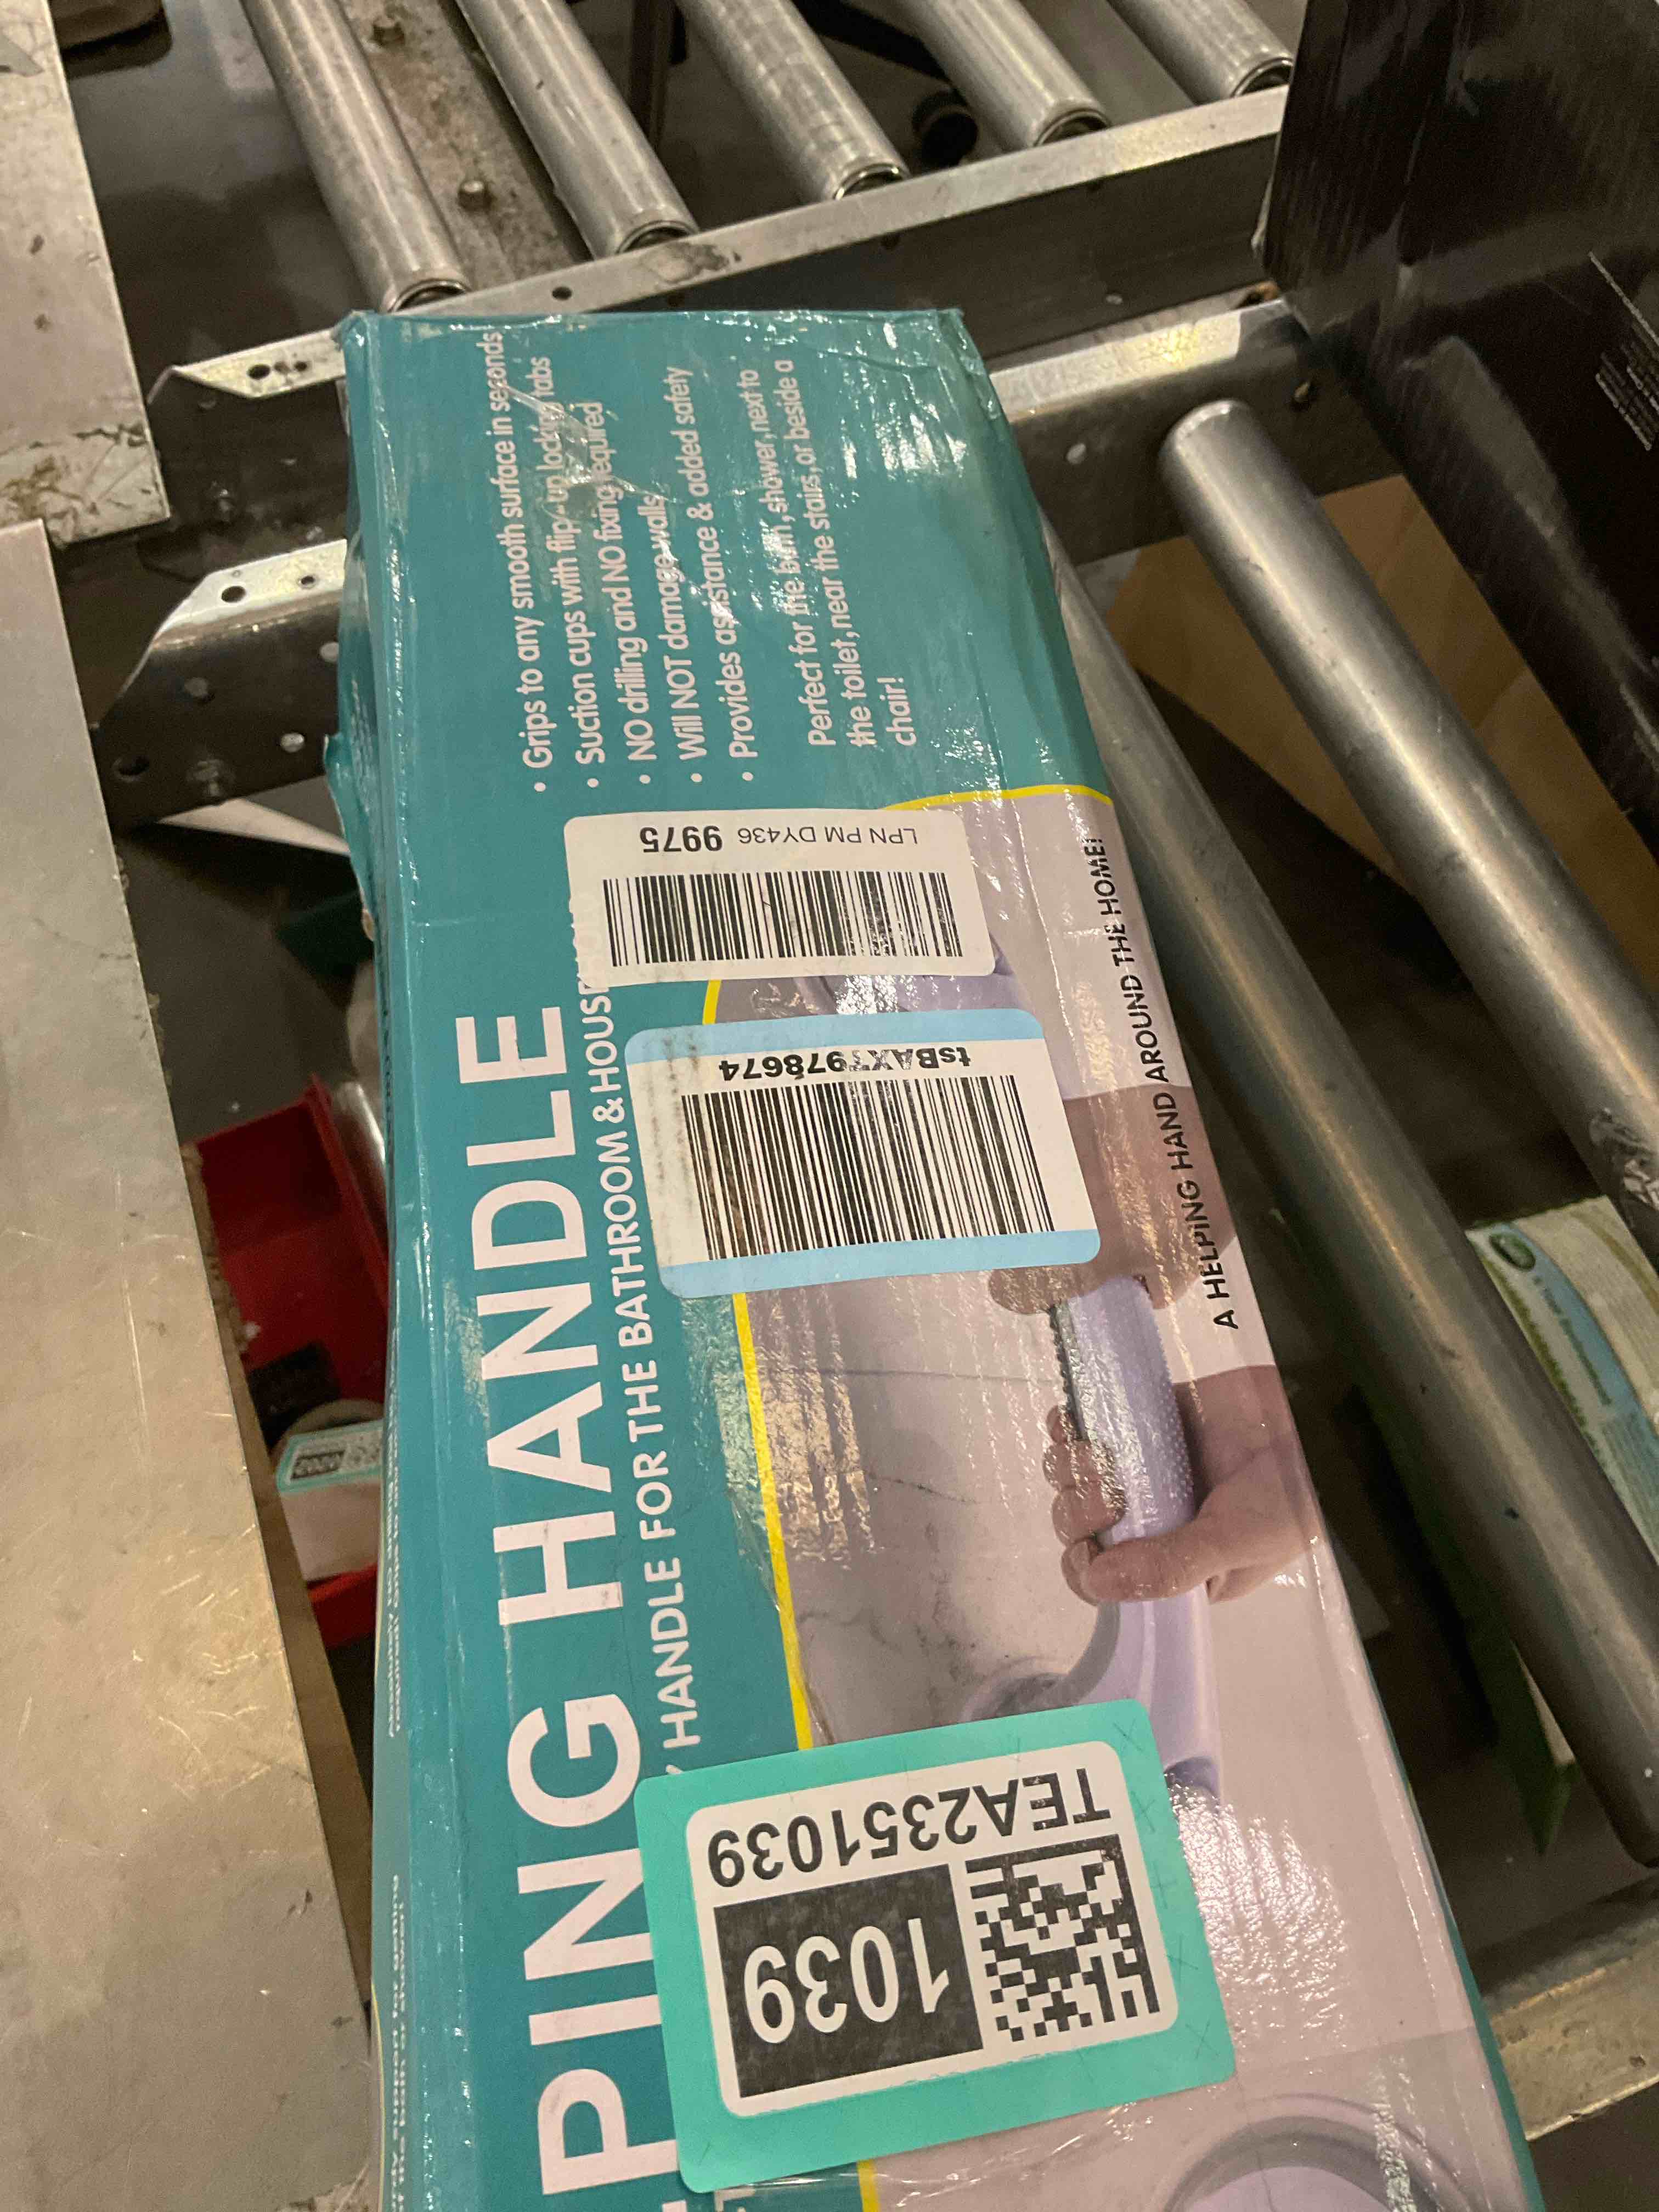 • Grips to any smooth surface in seconds
• Suction cups with flip-up locking tabs
• NO drilling and NO fixing required
• Will NOT damage walls
• Provides assistance & added safety
Perfect for the bath, shower, next to
the toilet, near the stairs, or beside a
chair!
PING HANDLE
HANDLE FOR THE BATHROOM & HOUSE
A HELPING HAND AROUND THE HOME!
LPN PM DY436 9975
tsBAX7978674
TEA2351039
1039